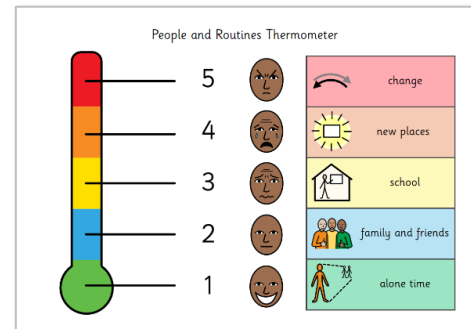 People and Routines Thermometer
5
change
4
new places
3
school
2
family and friends
1
alone time